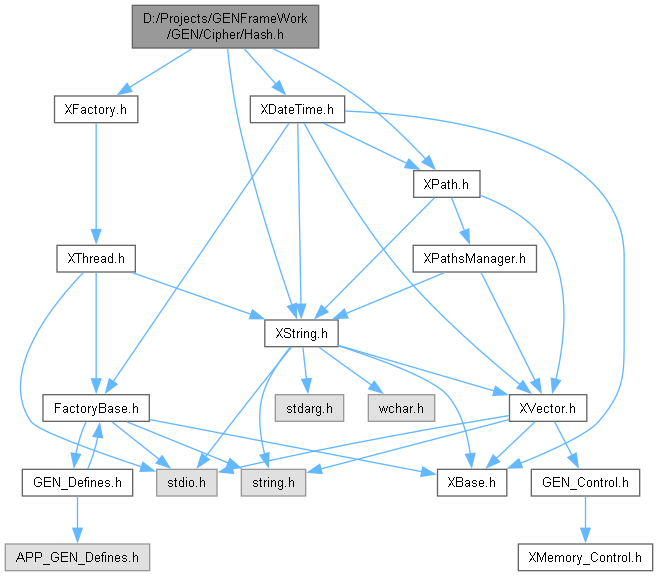 D:/Projects/GENFrameWork
/GEN/Cipher/Hash.h
XFactory.h
XDateTime.h
XPath.h
XThread.h
XPathsManager.h
XString.h
FactoryBase.h
stdarg.h
wchar.h
XVector.h
GEN_Defines.h
stdio.h
string.h
XBase.h
GEN_Control.h
APP_GEN_Defines.h
XMemory_Control.h